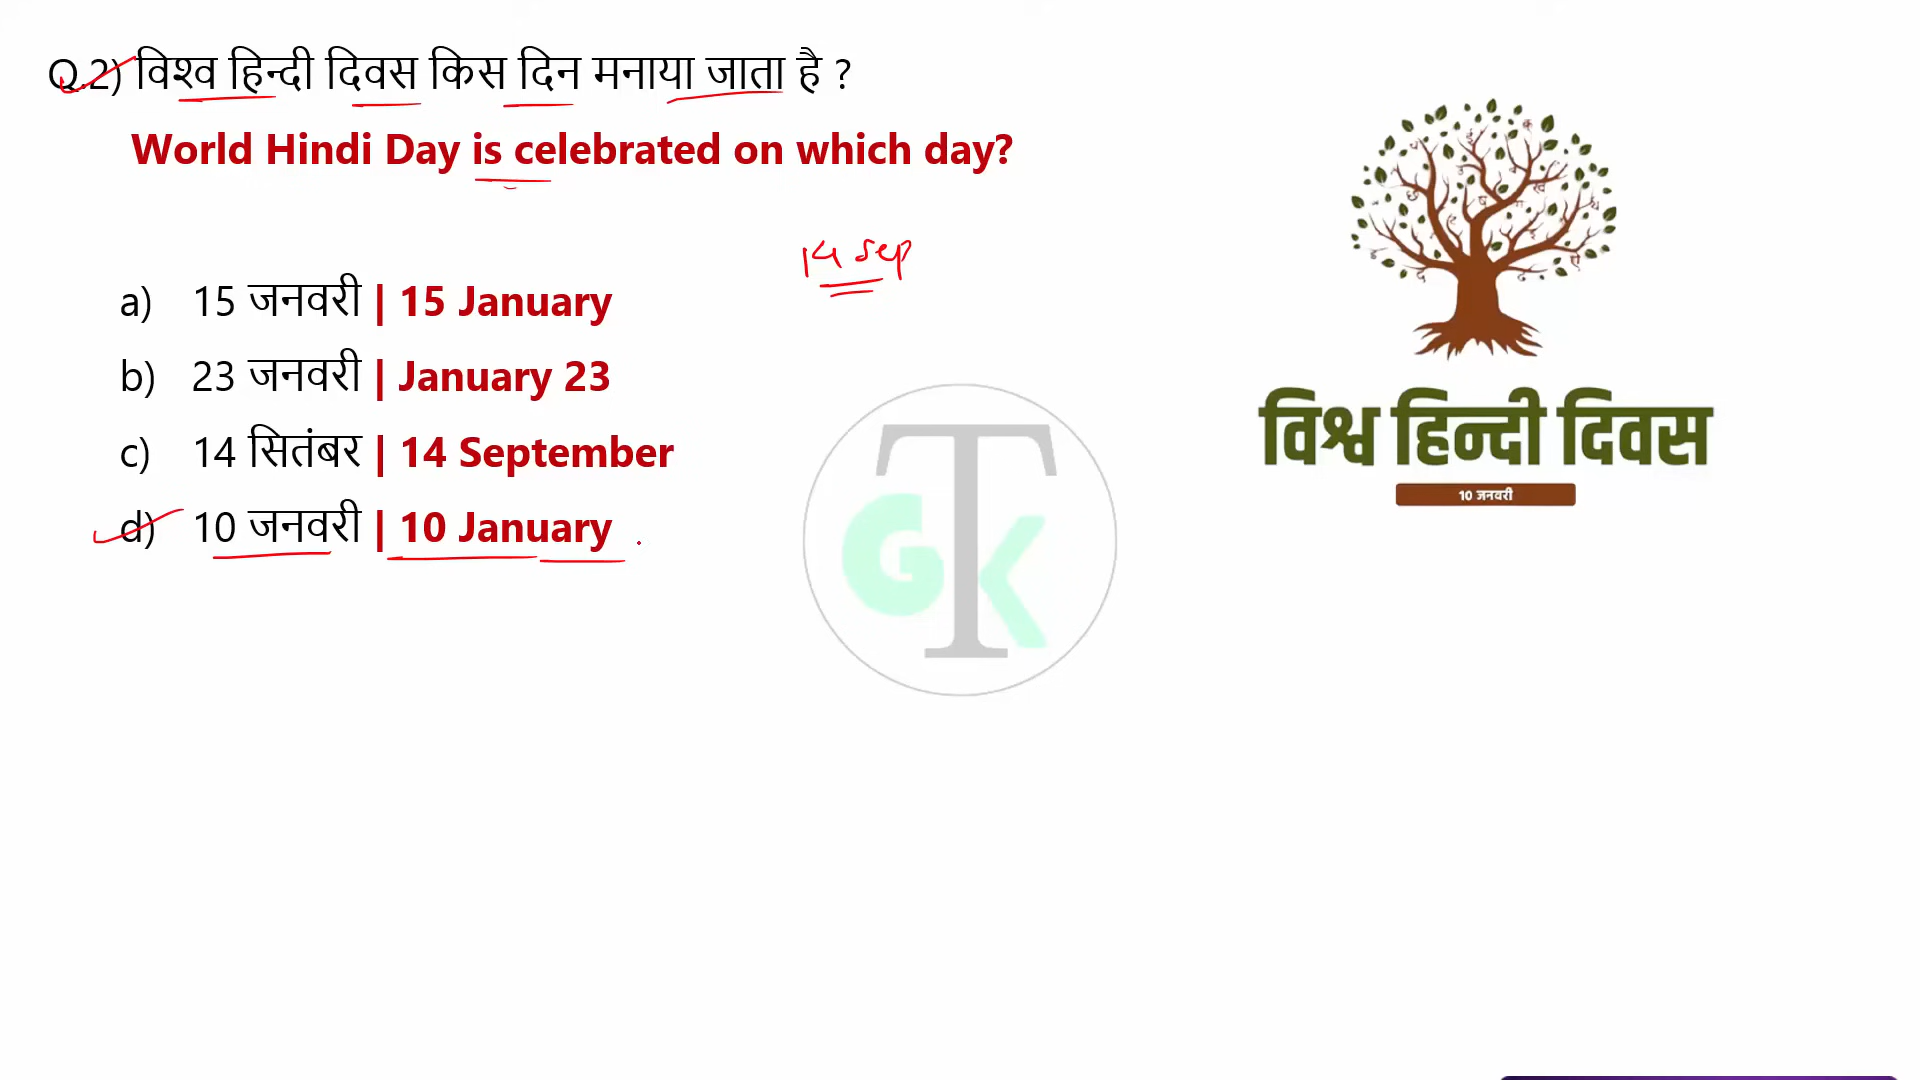 Q.2) विश्व हिन्दी दिवस किस दिन मनाया जाता है ?
World Hindi Day is celebrated on which day?
14 sep
a) 15 जनवरी | 15 January
b) 23 जनवरी | January 23
c) 14 सितंबर | 14 September
d) 10 जनवरी | 10 January
विश्व हिन्दी दिवस
10 जनवरी
GTK